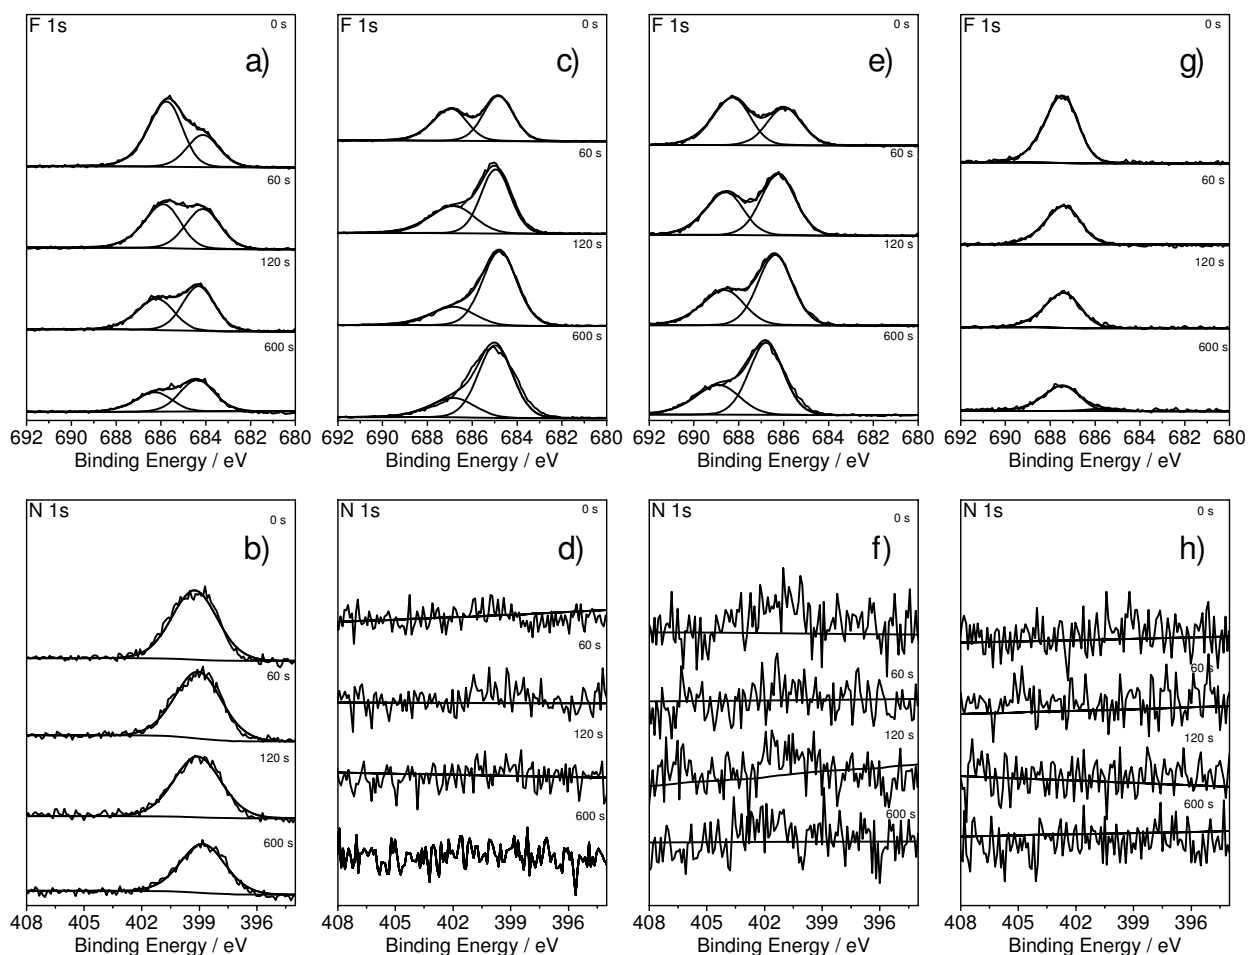 F 1s 0 s
a)
60 s
120 s
600 s
692 690 688 686 684 682 680
Binding Energy / eV
F 1s 0 s
c)
60 s
120 s
600 s
692 690 688 686 684 682 680
Binding Energy / eV
F 1s 0 s
e)
60 s
120 s
600 s
692 690 688 686 684 682 680
Binding Energy / eV
F 1s 0 s
g)
60 s
120 s
600 s
692 690 688 686 684 682 680
Binding Energy / eV
N 1s 0 s
b)
60 s
120 s
600 s
408 405 402 399 396
Binding Energy / eV
N 1s 0 s
d)
60 s
120 s
600 s
408 405 402 399 396
Binding Energy / eV
N 1s 0 s
f)
60 s
120 s
600 s
408 405 402 399 396
Binding Energy / eV
N 1s 0 s
h)
60 s
120 s
600 s
408 405 402 399 396
Binding Energy / eV